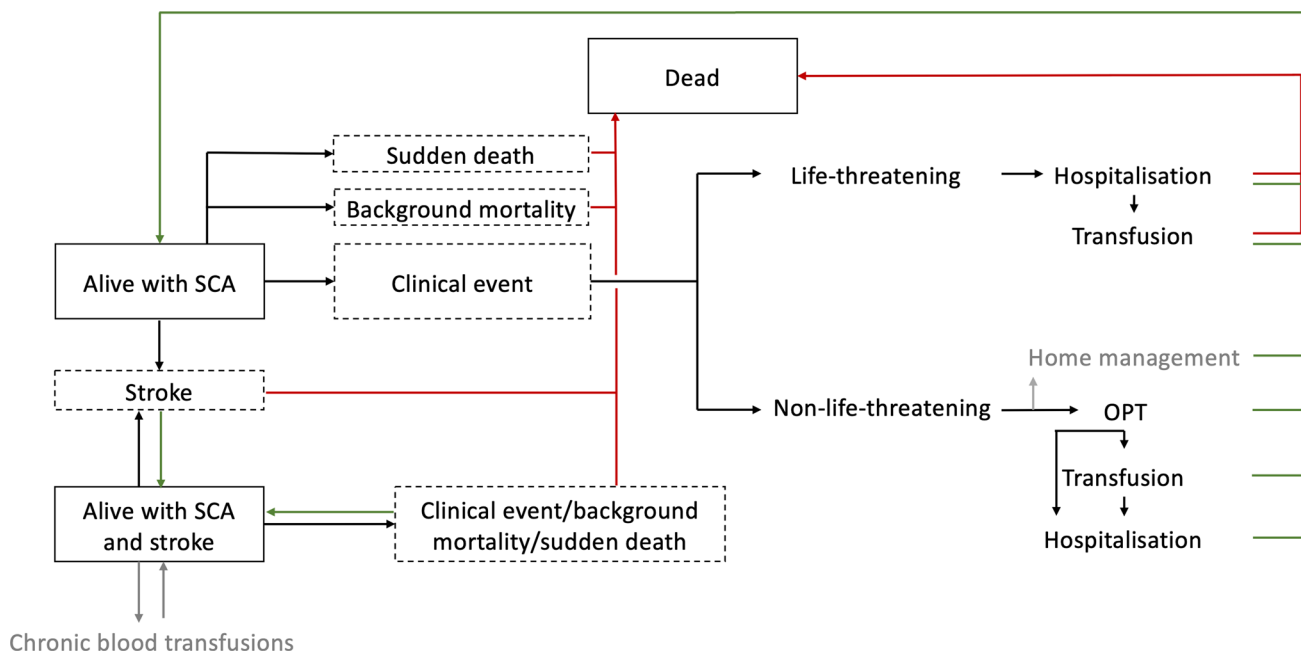 Dead
Sudden death
Life-threatening
Hospitalisation
Background mortality
Transfusion
Alive with SCA
Clinical event
Home management
Stroke
Non-life-threatening
OPT
Transfusion
Alive with SCA
and stroke
Clinical event/background
mortality/sudden death
Hospitalisation
Chronic blood transfusions